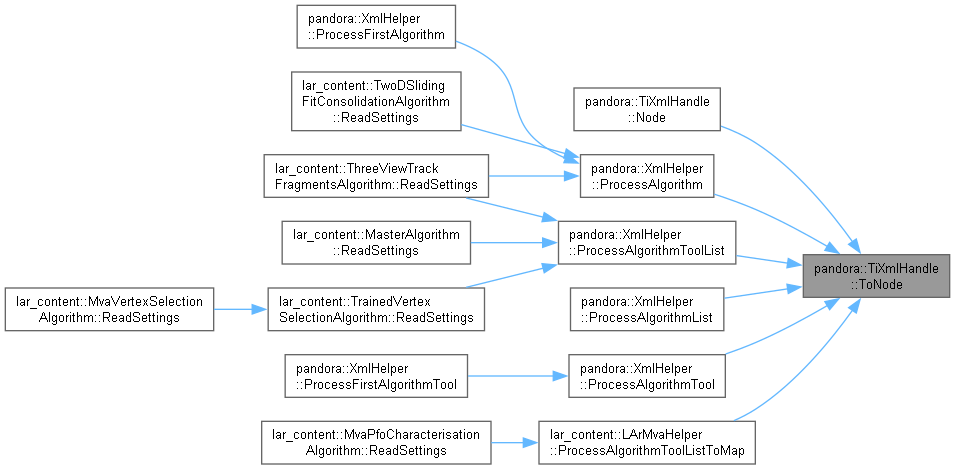 pandora::XmlHelper
::ProcessFirstAlgorithm
lar_content::TwoDSliding
FitConsolidationAlgorithm
::ReadSettings
pandora::TiXmlHandle
::Node
lar_content::ThreeViewTrack
FragmentsAlgorithm::ReadSettings
pandora::XmlHelper
::ProcessAlgorithm
lar_content::MasterAlgorithm
::ReadSettings
pandora::XmlHelper
::ProcessAlgorithmToolList
pandora::TiXmlHandle
::ToNode
lar_content::MvaVertexSelection
Algorithm::ReadSettings
lar_content::TrainedVertex
SelectionAlgorithm::ReadSettings
pandora::XmlHelper
::ProcessAlgorithmList
pandora::XmlHelper
::ProcessFirstAlgorithmTool
pandora::XmlHelper
::ProcessAlgorithmTool
lar_content::MvaPfoCharacterisation
Algorithm::ReadSettings
lar_content::LArMvaHelper
::ProcessAlgorithmToolListToMap